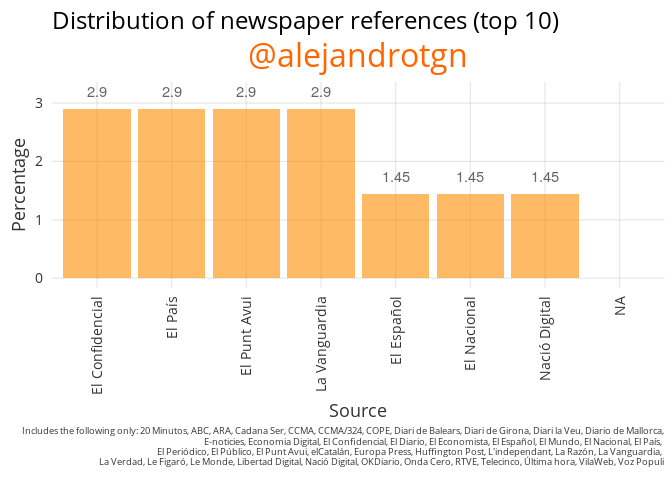 Distribution of newspaper references (top 10)
@alejandrotgn
2.9 2.9 2.9 2.9
1.45 1.45 1.45
3
2
1
0
Percentage
El Confidencial
El País
El Punt Avui
La Vanguardia
El Español
El Nacional
Nació Digital
NA
Source
Includes the following only: 20 Minutos, ABC, ARA, Cadana Ser, CCMA, CCMA/324, COPE, Diari de Balears, Diari de Girona, Diari la Veu, Diario de Mallorca,
E-noticies, Economia Digital, El Confidencial, El Diario, El Economista, El Español, El Mundo, El Nacional, El País,
El Periódico, El Público, El Punt Avui, elCatalán, Europa Press, Huffington Post, L'independant, La Razón, La Vanguardia,
La Verdad, Le Figaró, Le Monde, Libertad Digital, Nació Digital, OKDiario, Onda Cero, RTVE, Telecinco, Última hora, VilaWeb, Voz Populi